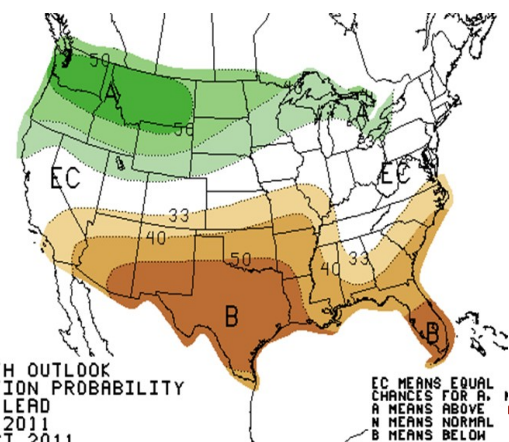 50
A
50
A
EC
EC
33
40
50
40
33
B
B
H OUTLOOK
ION PROBABILITY
LEAD
2011
2011
EC MEANS EQUAL
CHANCES FOR A, N
A MEANS ABOVE
N MEANS NORMAL
B MEANS BELOW